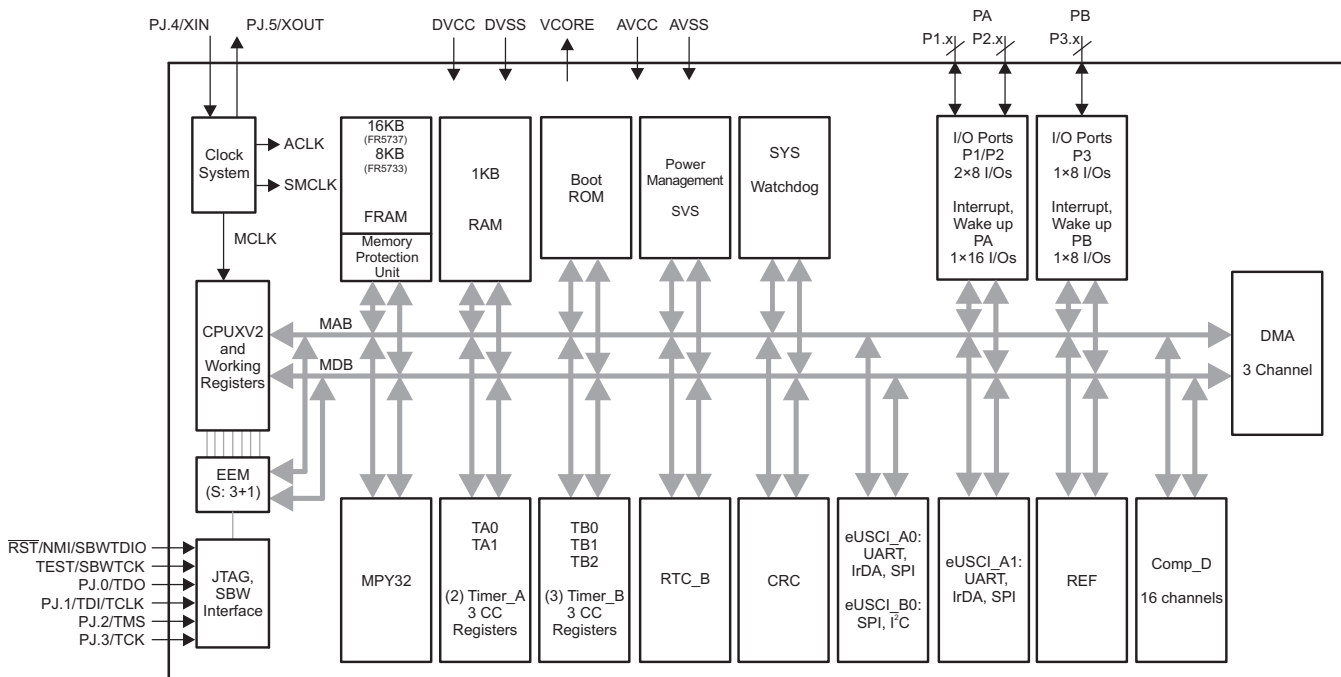 PJ.4/XIN
PJ.5/XOUT
DVCC
DVSS
VCORE
AVCC
AVSS
PA
P1.x
P2.x
PB
P3.x
Clock
System
ACLK
SMCLK
MCLK
16KB
(FR5737)
8KB
(FR5733)
FRAM
Memory
Protection
Unit
1KB
RAM
Boot
ROM
Power
Management
SVS
SYS
Watchdog
I/O Ports
P1/P2
2×8 I/Os
Interrupt,
Wake up
PA
1×16 I/Os
I/O Ports
P3
1×8 I/Os
Interrupt,
Wake up
PB
1×8 I/Os
CPUXV2
and
Working
Registers
MAB
MDB
DMA
3 Channel
EEM
(S: 3+1)
RST/NMI/SBWTDIO
TEST/SBWTCK
PJ.0/TDO
PJ.1/TDI/TCLK
PJ.2/TMS
PJ.3/TCK
JTAG,
SBW
Interface
MPY32
TA0
TA1
(2) Timer_A
3 CC
Registers
TB0
TB1
TB2
(3) Timer_B
3 CC
Registers
RTC_B
CRC
eUSCI_A0:
UART,
IrDA, SPI
eUSCI_B0:
SPI, I²C
eUSCI_A1:
UART,
IrDA, SPI
REF
Comp_D
16 channels